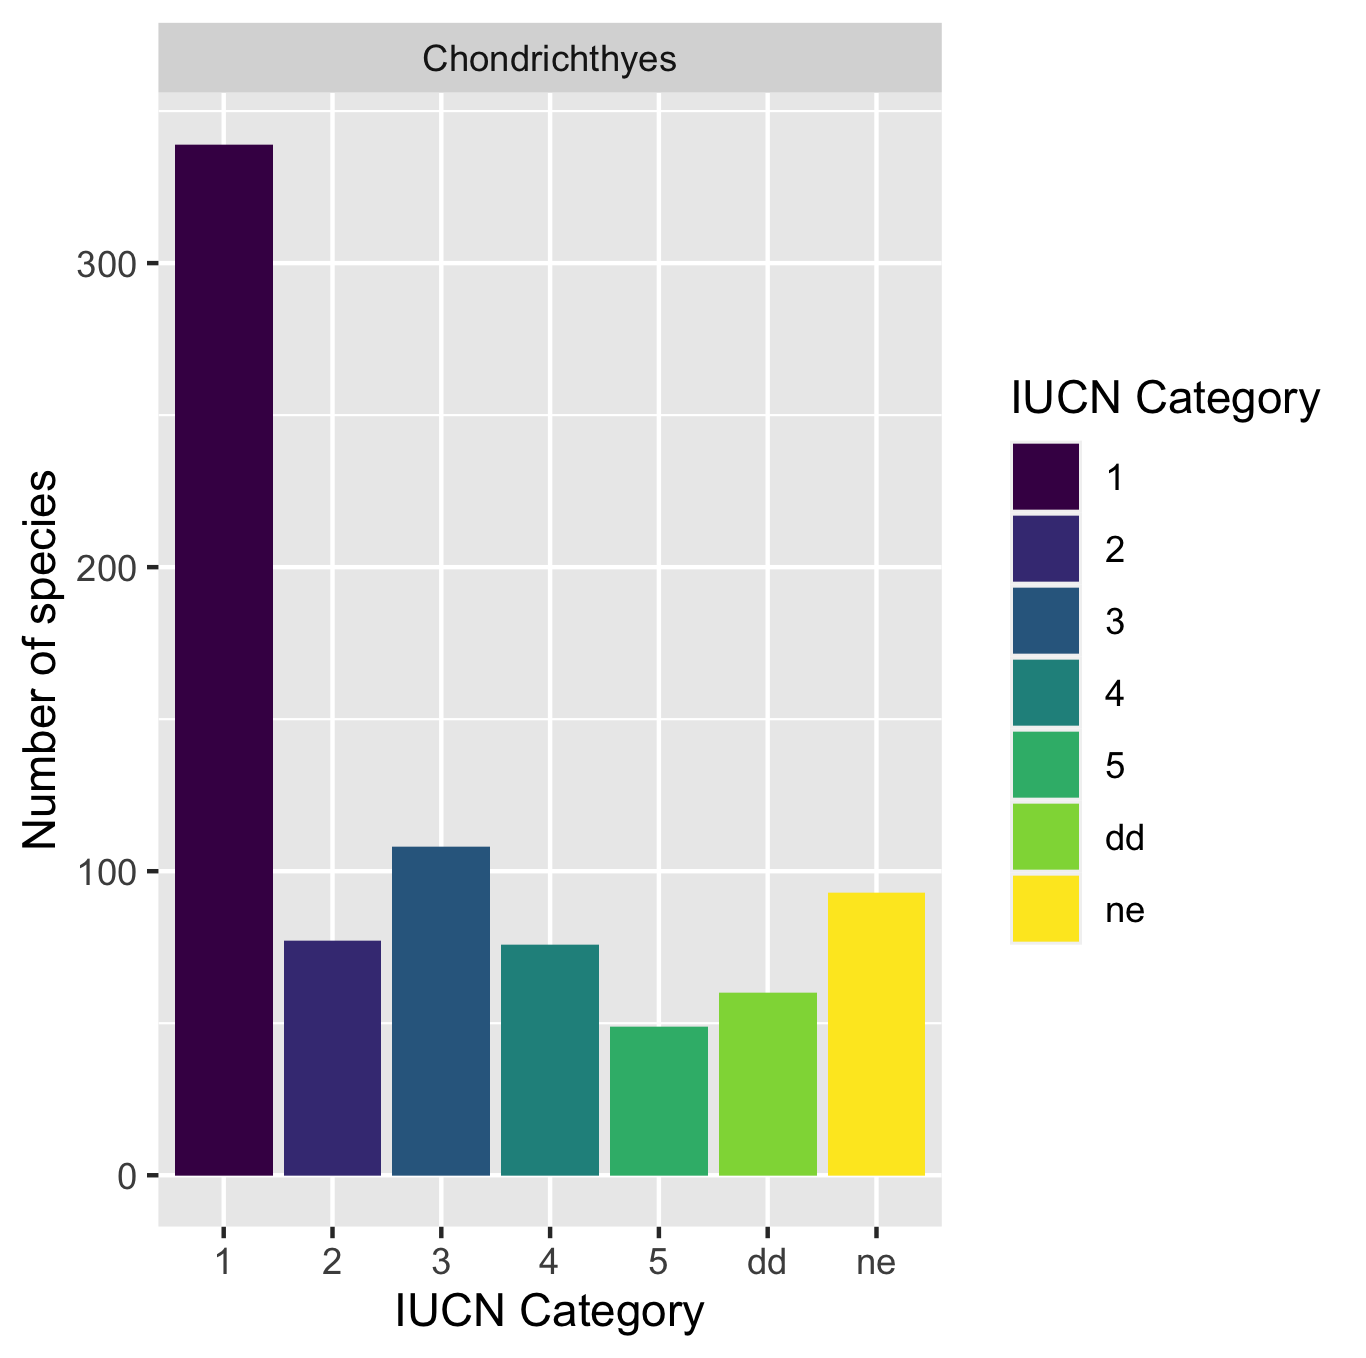 Chondrichthyes
300
200
100
0
Number of species
1 2 3 4 5 dd ne
IUCN Category
IUCN Category
1
2
3
4
5
dd
ne